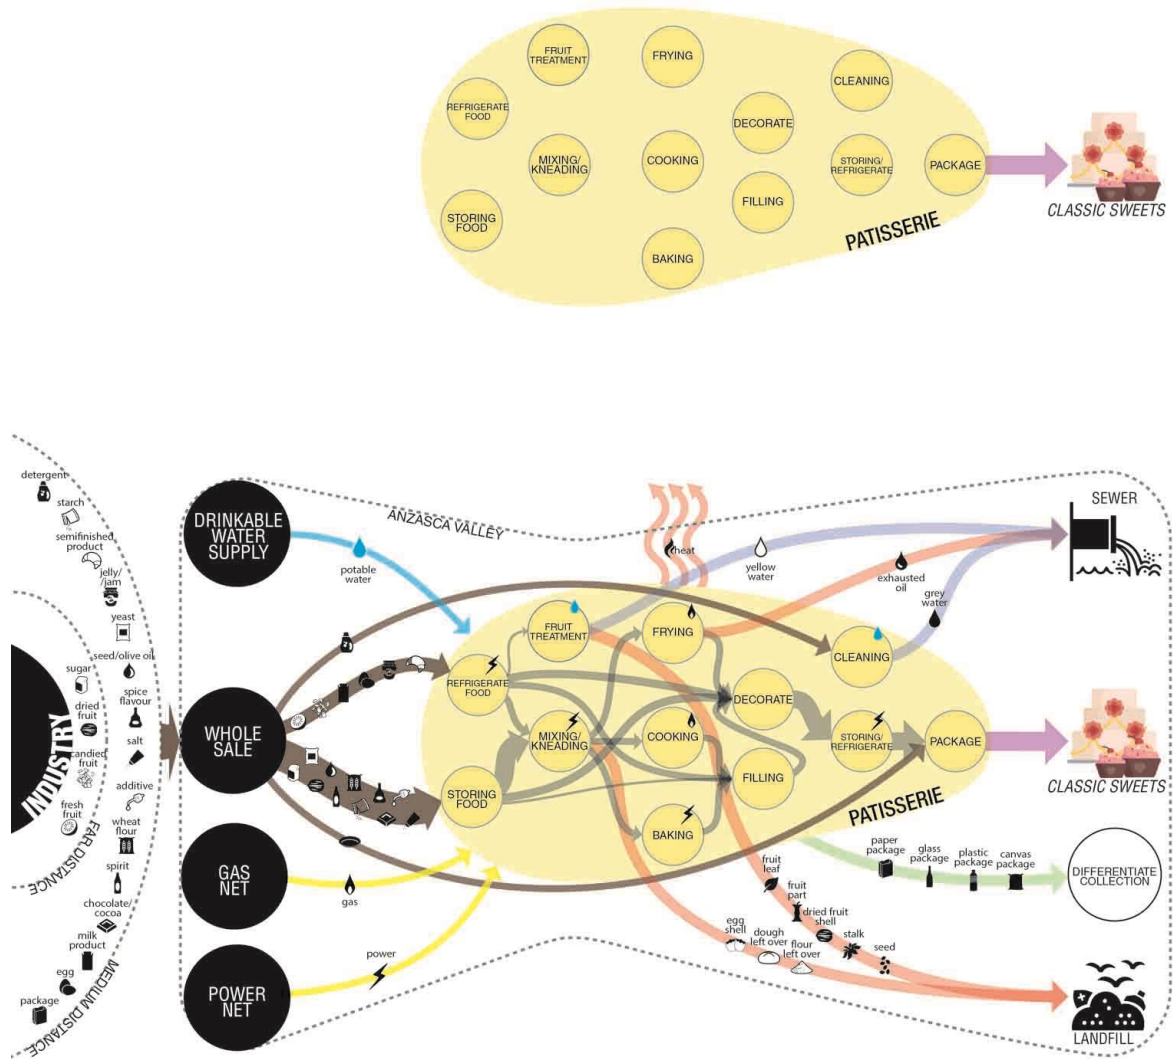 FRUIT
TREATMENT
FRYING
CLEANING
REFRIGERATE
FOOD
DECORATE
MIXING/
KNEADING
COOKING
STORING/
REFRIGERATE
PACKAGE
STORING
FOOD
FILLING
BAKING
PATISSERIE
CLASSIC SWEETS
detergent
starch
semifinished
product
jelly/
/jam
yeast
seed/olive oil
sugar
spice
flavour
dried
fruit
salt
candied
fruit
additive
fresh
fruit
wheat
flour
spirit
chocolate/
cocoa
milk
product
egg
package
INDUSTRY
FAR DISTANCE
MEDIUM DISTANCE
DRINKABLE
WATER
SUPPLY
WHOLE
SALE
GAS
NET
POWER
NET
ANZASCA VALLEY
potable
water
gas
power
heat
yellow
water
exhausted
oil
grey
water
SEWER
FRUIT
TREATMENT
FRYING
CLEANING
REFRIGERATE
FOOD
DECORATE
MIXING/
KNEADING
COOKING
STORING/
REFRIGERATE
PACKAGE
STORING
FOOD
FILLING
BAKING
PATISSERIE
CLASSIC SWEETS
paper
package
glass
package
plastic
package
canvas
package
DIFFERENTIATE
COLLECTION
fruit
leaf
fruit
part
dried fruit
shell
stalk
seed
egg
shell
dough
left over
flour
left over
LANDFILL